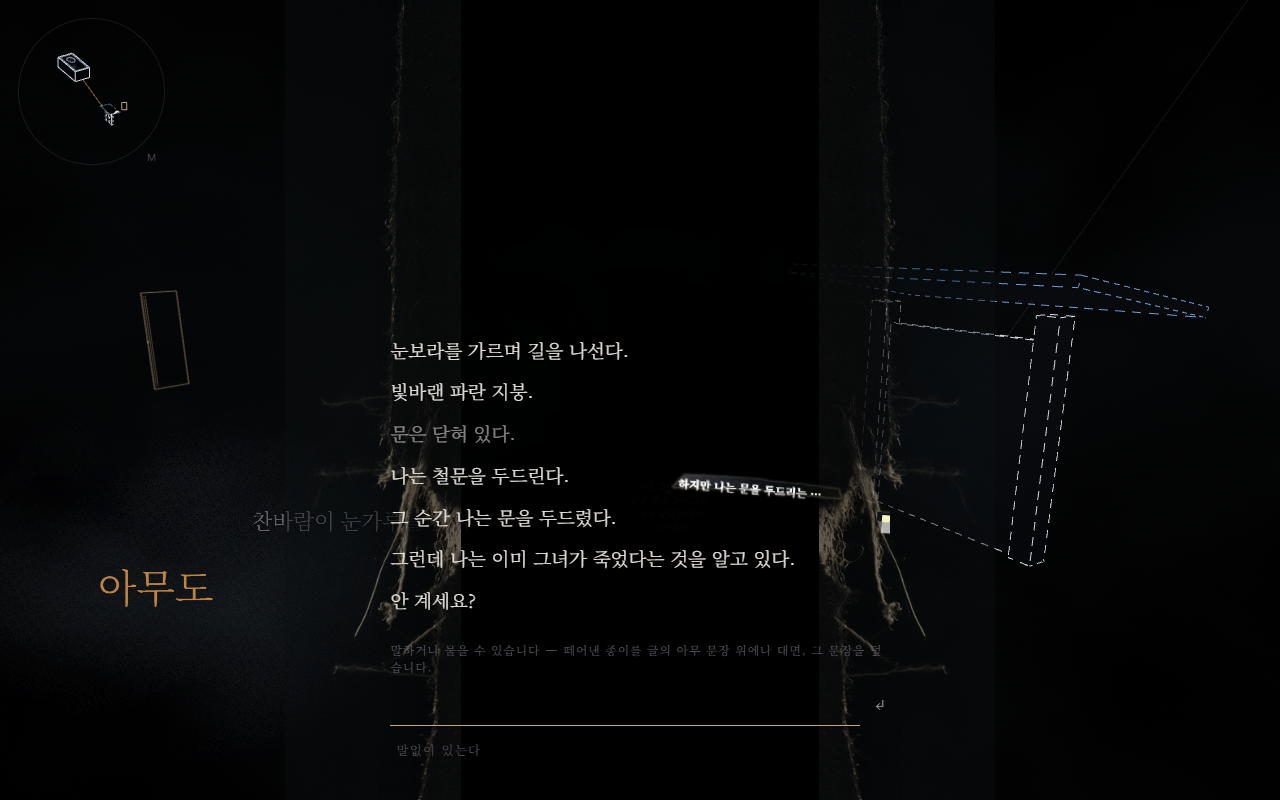 M
눈보라를 가르며 길을 나선다.
빛바랜 파란 지붕.
문은 닫혀 있다.
나는 철문을 두드린다.
하지만 나는 문을 두드리는 …
찬바람이 눈가로
그 순간 나는 문을 두드렸다.
그런데 나는 이미 그녀가 죽었다는 것을 알고 있다.
아무도
안 계세요?
말하거나 물을 수 있습니다 — 떼어낸 종이를 글의 아무 문장 위에나 대면, 그 문장을 덮
습니다.
말없이 있는다